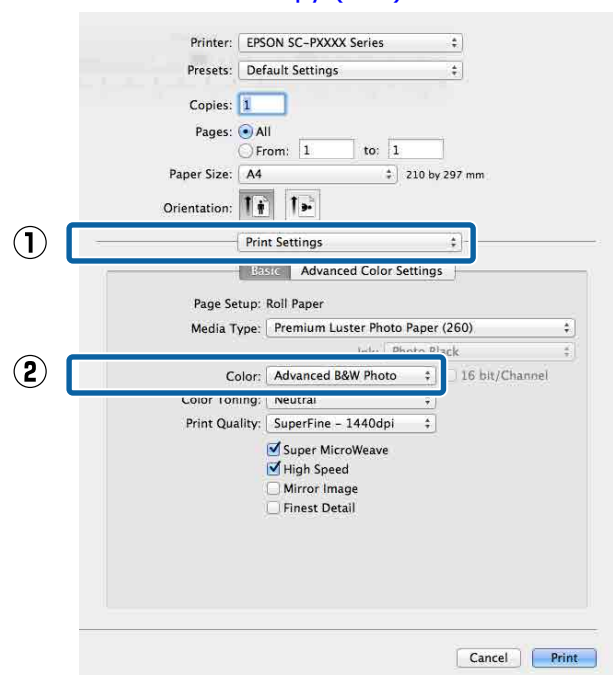 Printer: EPSON SC-PXXXX Series
Presets: Default Settings
Copies: 1
Pages: All
From: 1 to: 1
Paper Size: A4 210 by 297 mm
Orientation:
1 Print Settings
Basic Advanced Color Settings
Page Setup: Roll Paper
Media Type: Premium Luster Photo Paper (260)
Ink: Photo Black
2 Color: Advanced B&W Photo 16 bit/Channel
Color Toning: Neutral
Print Quality: SuperFine – 1440dpi
Super MicroWeave
High Speed
Mirror Image
Finest Detail
Cancel Print